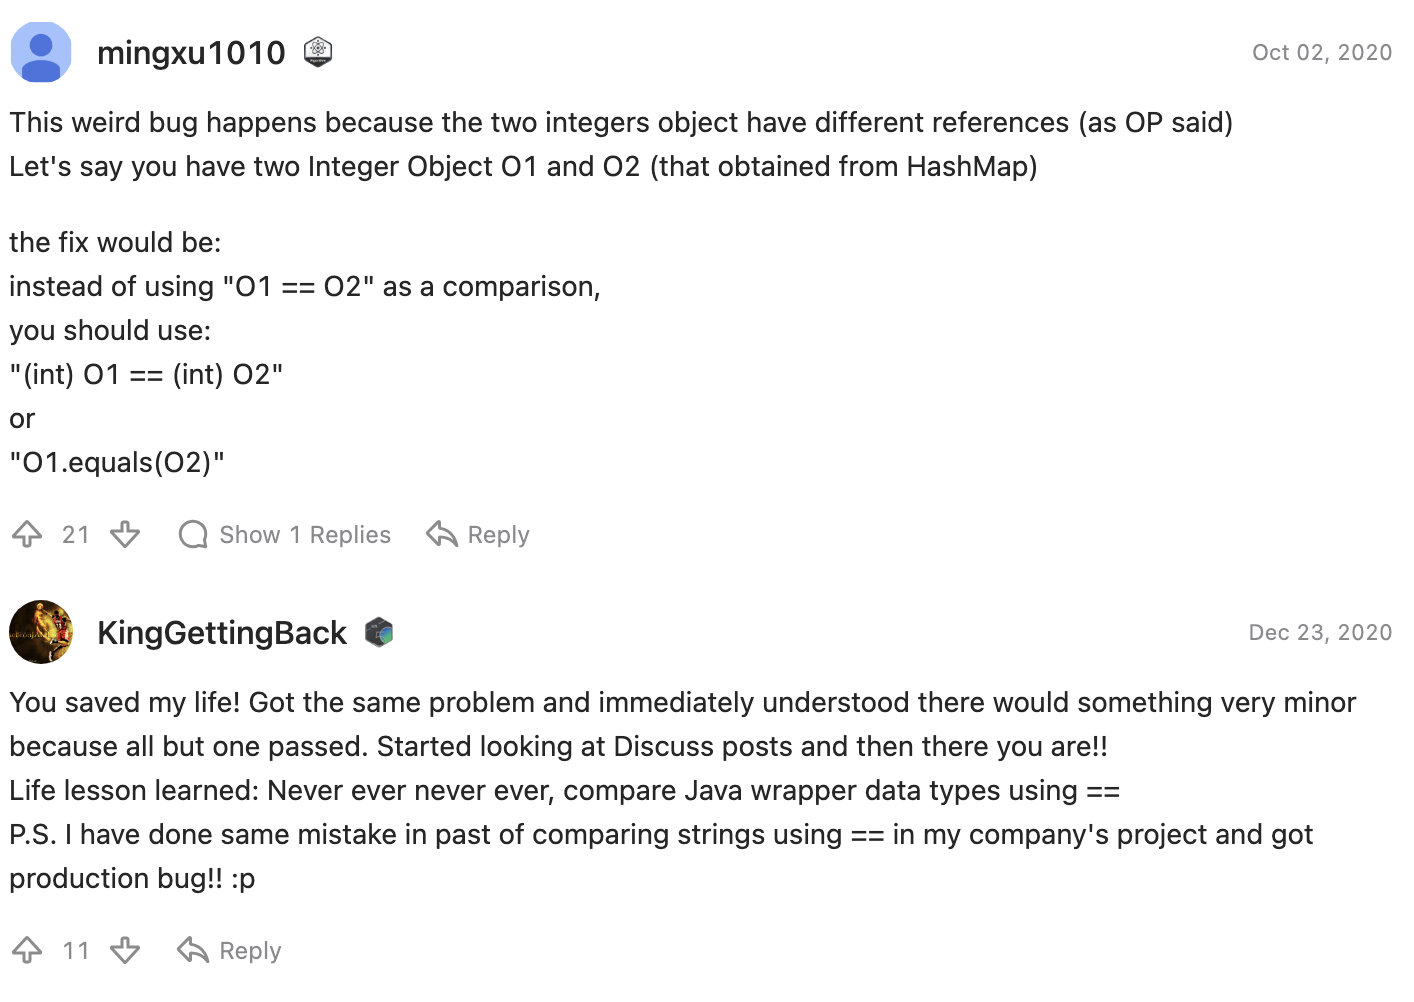 mingxu1010
Oct 02, 2020
This weird bug happens because the two integers object have different references (as OP said)
Let's say you have two Integer Object O1 and O2 (that obtained from HashMap)
the fix would be:
instead of using "O1 == O2" as a comparison,
you should use:
"(int) O1 == (int) O2"
or
"O1.equals(O2)"
21 Show 1 Replies Reply
KingGettingBack
Dec 23, 2020
You saved my life! Got the same problem and immediately understood there would something very minor
because all but one passed. Started looking at Discuss posts and then there you are!!
Life lesson learned: Never ever never ever, compare Java wrapper data types using ==
P.S. I have done same mistake in past of comparing strings using == in my company's project and got
production bug!! :p
11 Reply